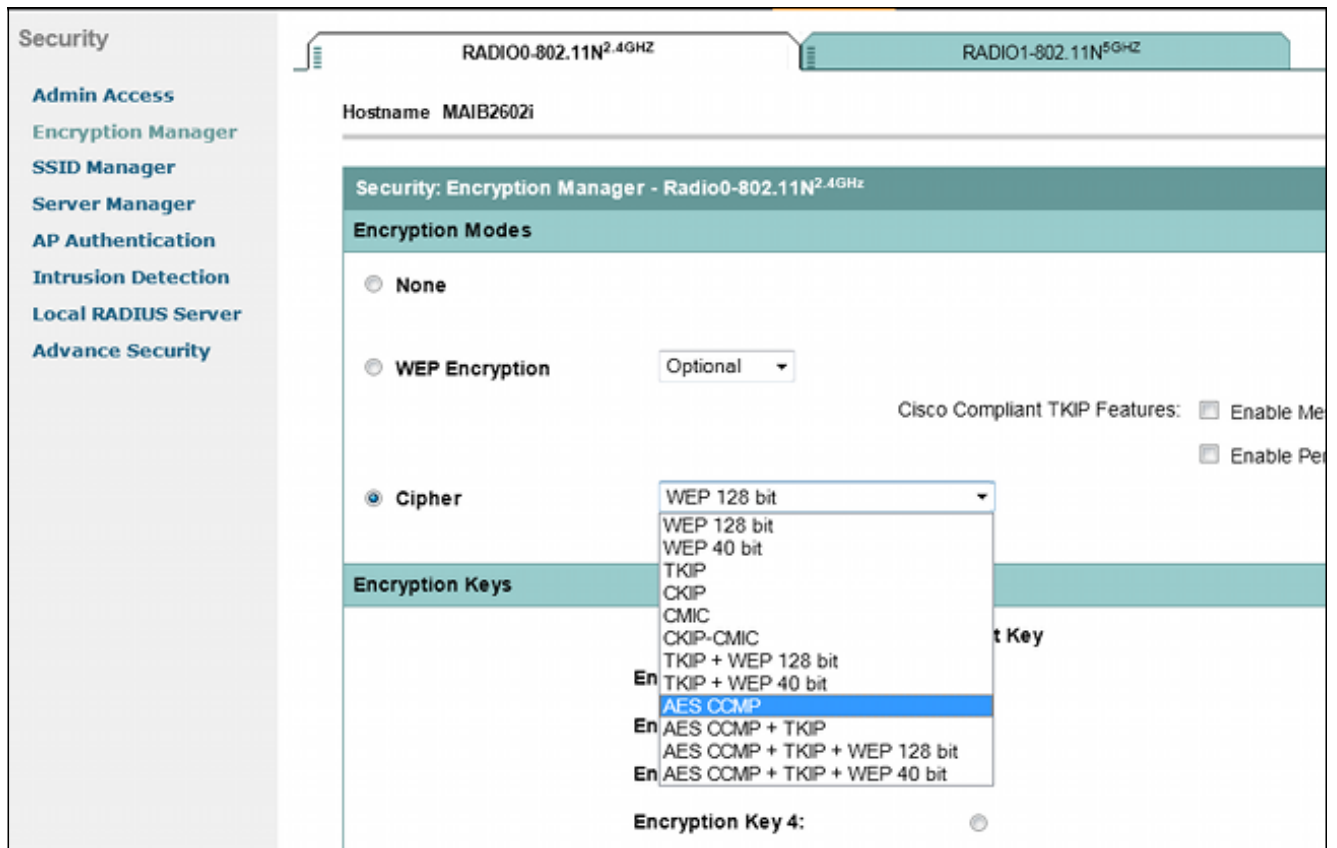 Security
Admin Access
Encryption Manager
SSID Manager
Server Manager
AP Authentication
Intrusion Detection
Local RADIUS Server
Advance Security
RADIO0-802.11N2.4GHZ
RADIO1-802.11N5GHZ
Hostname MAIB2602i
Security: Encryption Manager - Radio0-802.11N2.4GHz
Encryption Modes
None
WEP Encryption Optional
Cisco Compliant TKIP Features: Enable
Enable
Cipher WEP 128 bit
WEP 128 bit
WEP 40 bit
TKIP
CKIP
CMIC
CKIP-CMIC
TKIP + WEP 128 bit
TKIP + WEP 40 bit
AES CCMP
AES CCMP + TKIP
AES CCMP + TKIP + WEP 128 bit
AES CCMP + TKIP + WEP 40 bit
Encryption Keys
Key
Encryption Key 4: